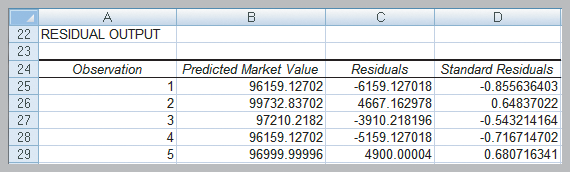 A B C D
22 RESIDUAL OUTPUT
23
24 Observation Predicted Market Value Residuals Standard Residuals
25 1 96159.12702 -6159.127018 -0.855636403
26 2 99732.83702 4667.162978 0.64837022
27 3 97210.2182 -3910.218196 -0.543214164
28 4 96159.12702 -5159.127018 -0.716714702
29 5 96999.99996 4900.00004 0.680716341